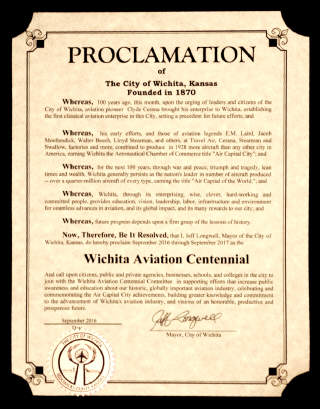 PROCLAMATION
of
The City of Wichita, Kansas
Founded in 1870
Whereas, 100 years ago, this month, upon the urging of leaders and citizens of the
City of Wichita, aviation pioneer Clyde Cessna brought his enterprise to Wichita, establishing
the first classical aviation enterprise in this City, setting a precedent for future efforts; and
Whereas, his early efforts, and those of aviation legends E.M. Laird, Jacob
Moellendick, Walter Beech, Lloyd Stearman, and others, at Travel Air, Cessna, Stearman and
Swallow, factories and more, combined to produce in 1928 more aircraft than any other city in
America, earning Wichita the Aeronautical Chamber of Commerce title "Air Capital City"; and
Whereas, for the next 100 years, through war and peace, triumph and tragedy, lean
times and wealth, Wichita generally persists as the nation's leader in number of aircraft produced
– over a quarter-million aircraft of every type, earning the title "Air Capital of the World," and
Whereas, Wichita, through its enterprising, wise, clever, hard-working and
committed people, provides education, vision, leadership, labor, infrastructure and environment
for countless advances in aviation, and its global impact, and its many rewards to our city; and
Whereas, future progress depends upon a firm grasp of the lessons of history.
Now, Therefore, Be It Resolved, that I, Jeff Longwell, Mayor of the City of
Wichita, Kansas, do hereby proclaim September 2016 through September 2017 as the
Wichita Aviation Centennial
And call upon citizens, public and private agencies, businesses, schools, and colleges in the city to
join with the Wichita Aviation Centennial Committee in supporting efforts that increase public
awareness and education about our historic, globally important aviation industry, celebrating and
commemorating the Air Capital City achievements, building greater knowledge and commitment
to the advancement of Wichita's aviation industry, and visions of an honorable, productive and
prosperous future.
September 2016
Jeff Longwell
Mayor, City of Wichita